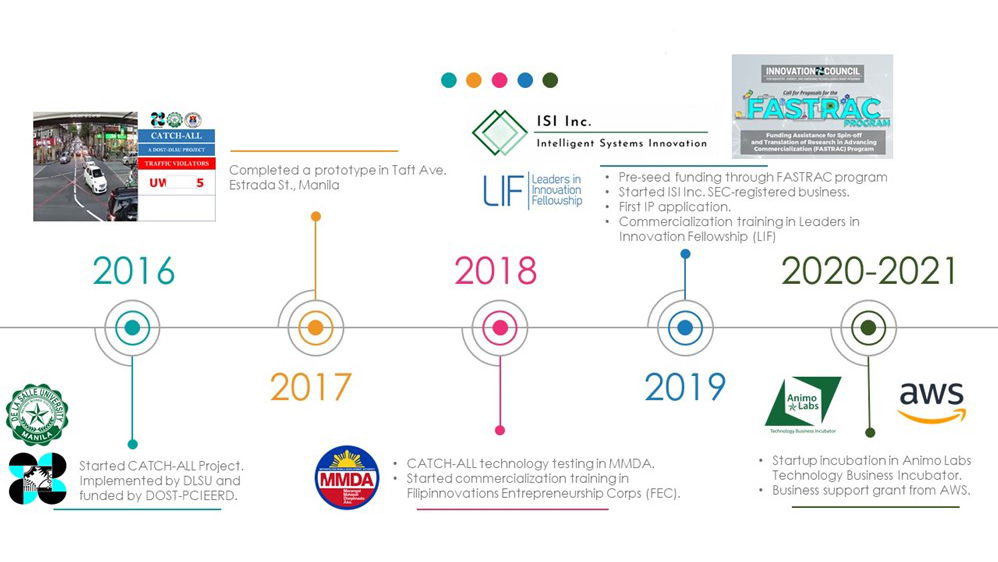 INNOVATION COUNCIL
Call for Proposals for the
FASTRAC
PROGRAM
Funding Assistance for Spin-off
and Translation of Research in Advancing
Commercialization (FASTRAC) Program
ISI Inc.
Intelligent Systems Innovation
CATCH-ALL
A DOST-DLSU PROJECT
TRAFFIC VIOLATORS
UW 5
Completed a prototype in Taft Ave.
Estrada St., Manila
LIF
Leaders in
Innovation
Fellowship
• Pre-seed funding through FASTRAC program
• Started ISI Inc. SEC-registered business.
• First IP application.
• Commercialization training in Leaders in
Innovation Fellowship (LIF)
2016
2018
2020-2021
2017
2019
DE LA SALLE UNIVERSITY
MANILA
Started CATCH-ALL Project.
Implemented by DLSU and
funded by DOST-PCIEERD.
MMDA
• CATCH-ALL technology testing in MMDA.
• Started commercialization training in
Filipinnovations Entrepreneurship Corps (FEC).
Animo
Labs
Technology Business Incubator
aws
• Startup incubation in Animo Labs
Technology Business Incubator.
• Business support grant from AWS.